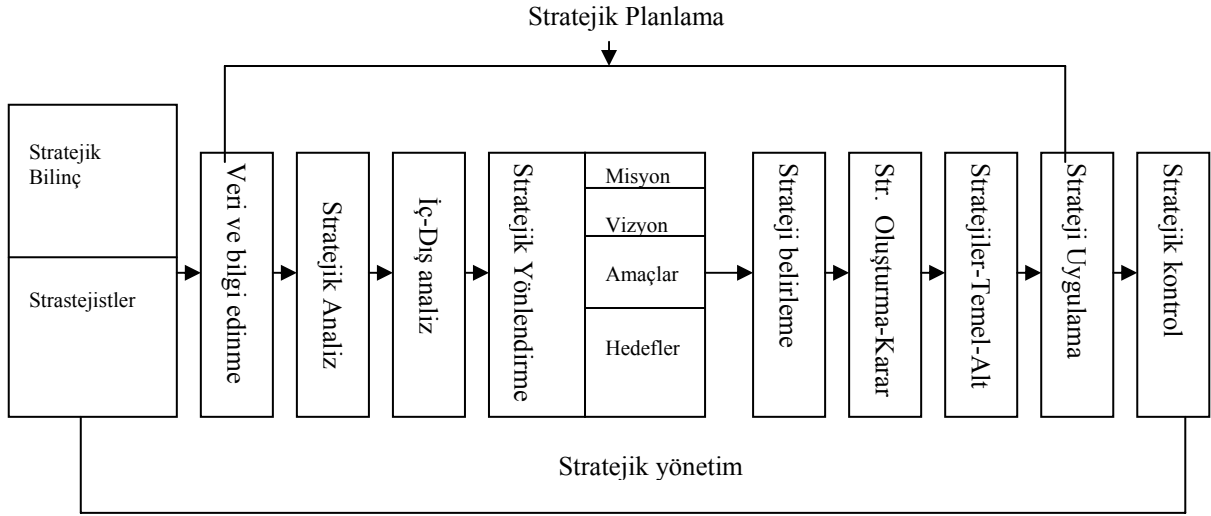 Stratejik Planlama
Stratejik
Bilinç
Strastejistler
Veri ve bilgi edinme
Stratejik Analiz
İç-Dış analiz
Stratejik Yönlendirme
Misyon
Vizyon
Amaçlar
Hedefler
Strateji belirleme
Str. Oluşturma-Karar
Stratejiler-Temel-Alt
Strateji Uygulama
Stratejik kontrol
Stratejik yönetim